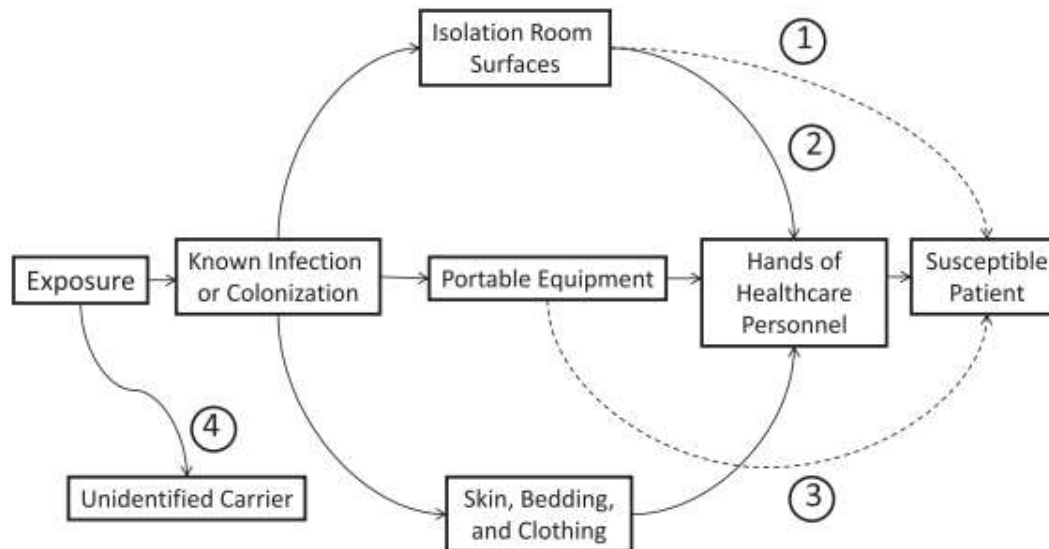 Isolation Room
Surfaces
1
2
Exposure
Known Infection
or Colonization
Portable Equipment
Hands of
Healthcare
Personnel
Susceptible
Patient
4
Unidentified Carrier
Skin, Bedding,
and Clothing
3